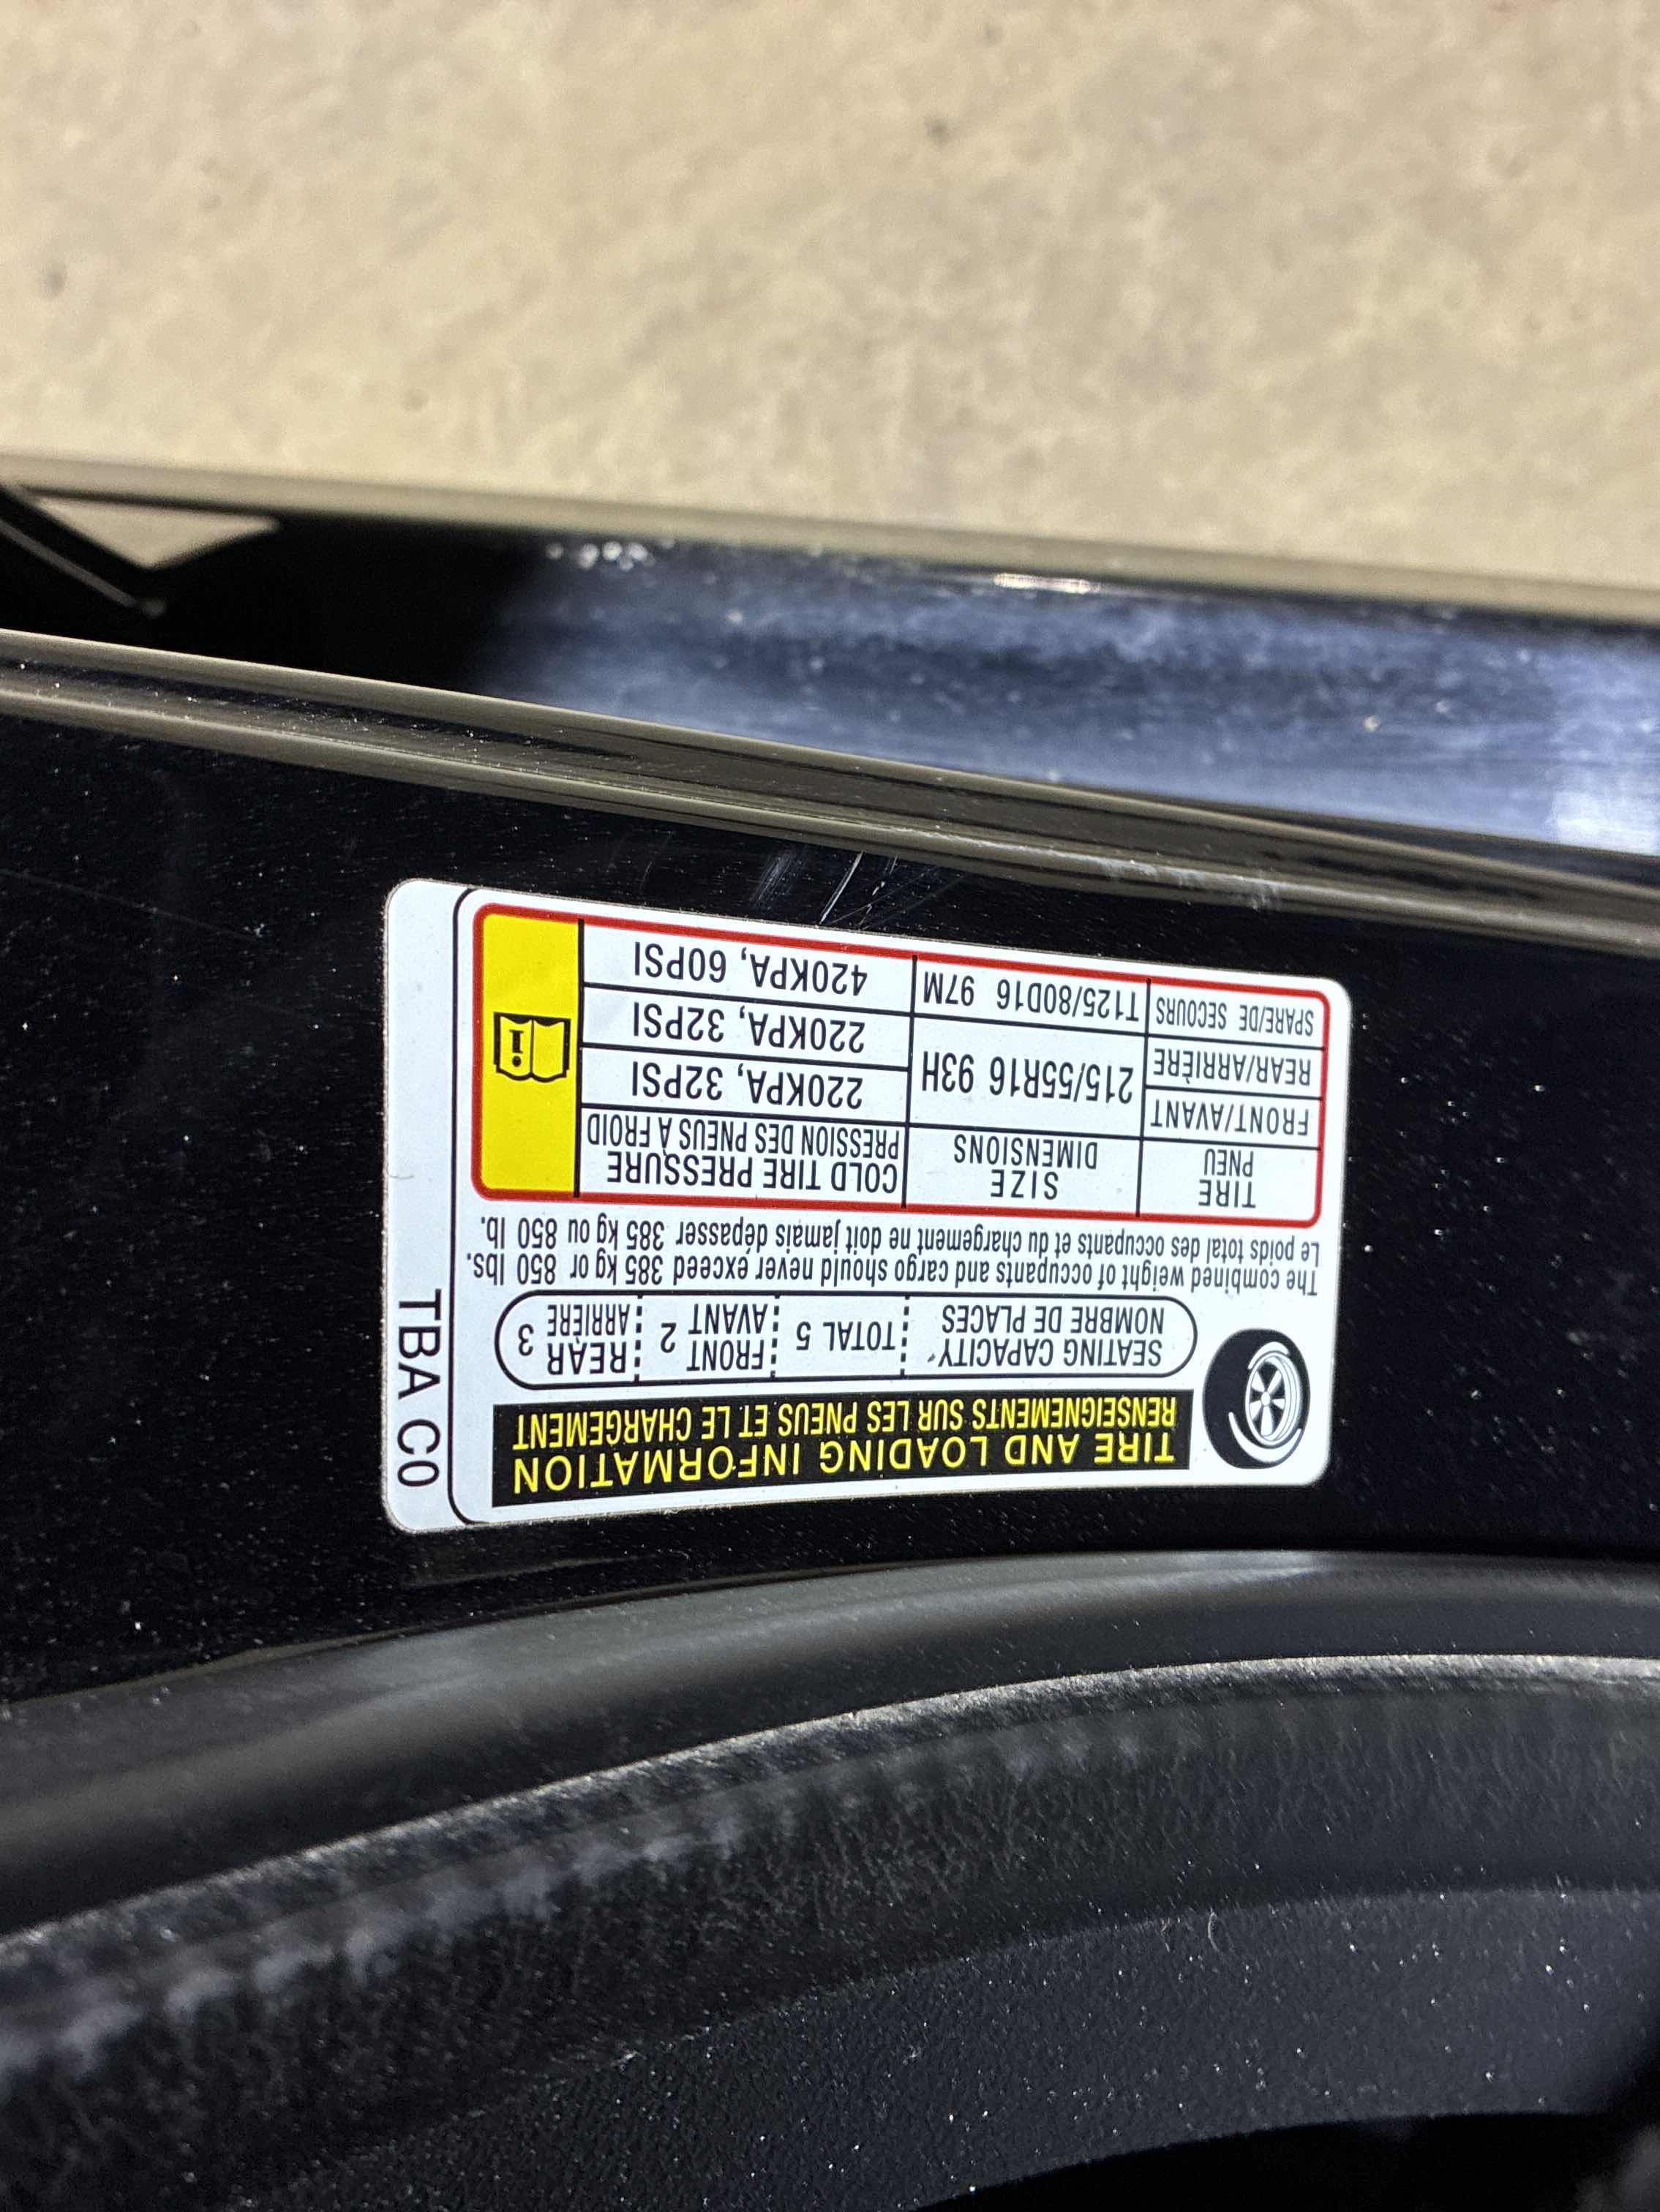 TIRE AND LOADING INFORMATION
RENSEIGNEMENTS SUR LES PNEUS ET LE CHARGEMENT
SEATING CAPACITY
NOMBRE DE PLACES
TOTAL 5
FRONT
AVANT 2
REAR
ARRIÈRE 3
The combined weight of occupants and cargo should never exceed 385 kg or 850 lbs.
Le poids total des occupants et du chargement ne doit jamais dépasser 385 kg ou 850 lb.
TIRE
PNEU
SIZE
DIMENSIONS
COLD TIRE PRESSURE
PRESSION DES PNEUS À FROID
FRONT/AVANT
215/55R16 93H
220KPA, 32PSI
REAR/ARRIÈRE
220KPA, 32PSI
SPARE/DE SECOURS
T125/80D16 97M
420KPA, 60PSI
i
TBA C0